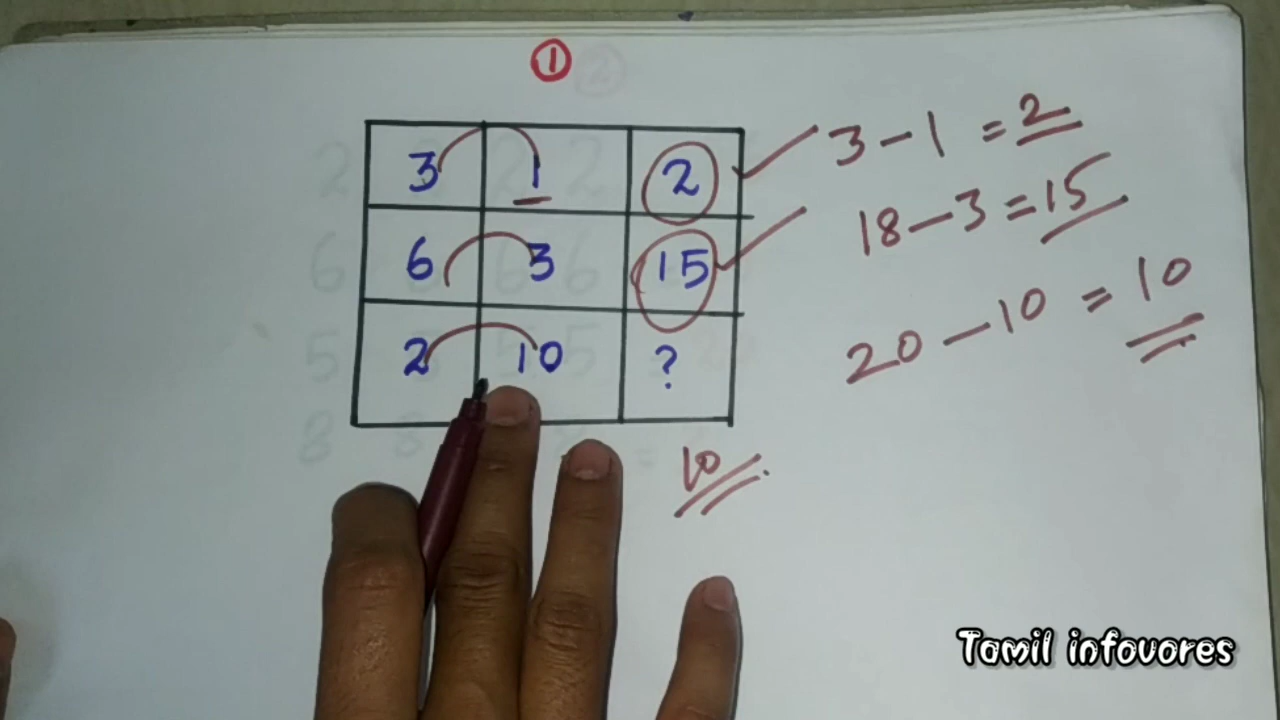 ①
3 1 2
6 3 15
2 10 ?
3 - 1 = 2
18 - 3 = 15
20 - 10 = 10
10
Tamil infovores